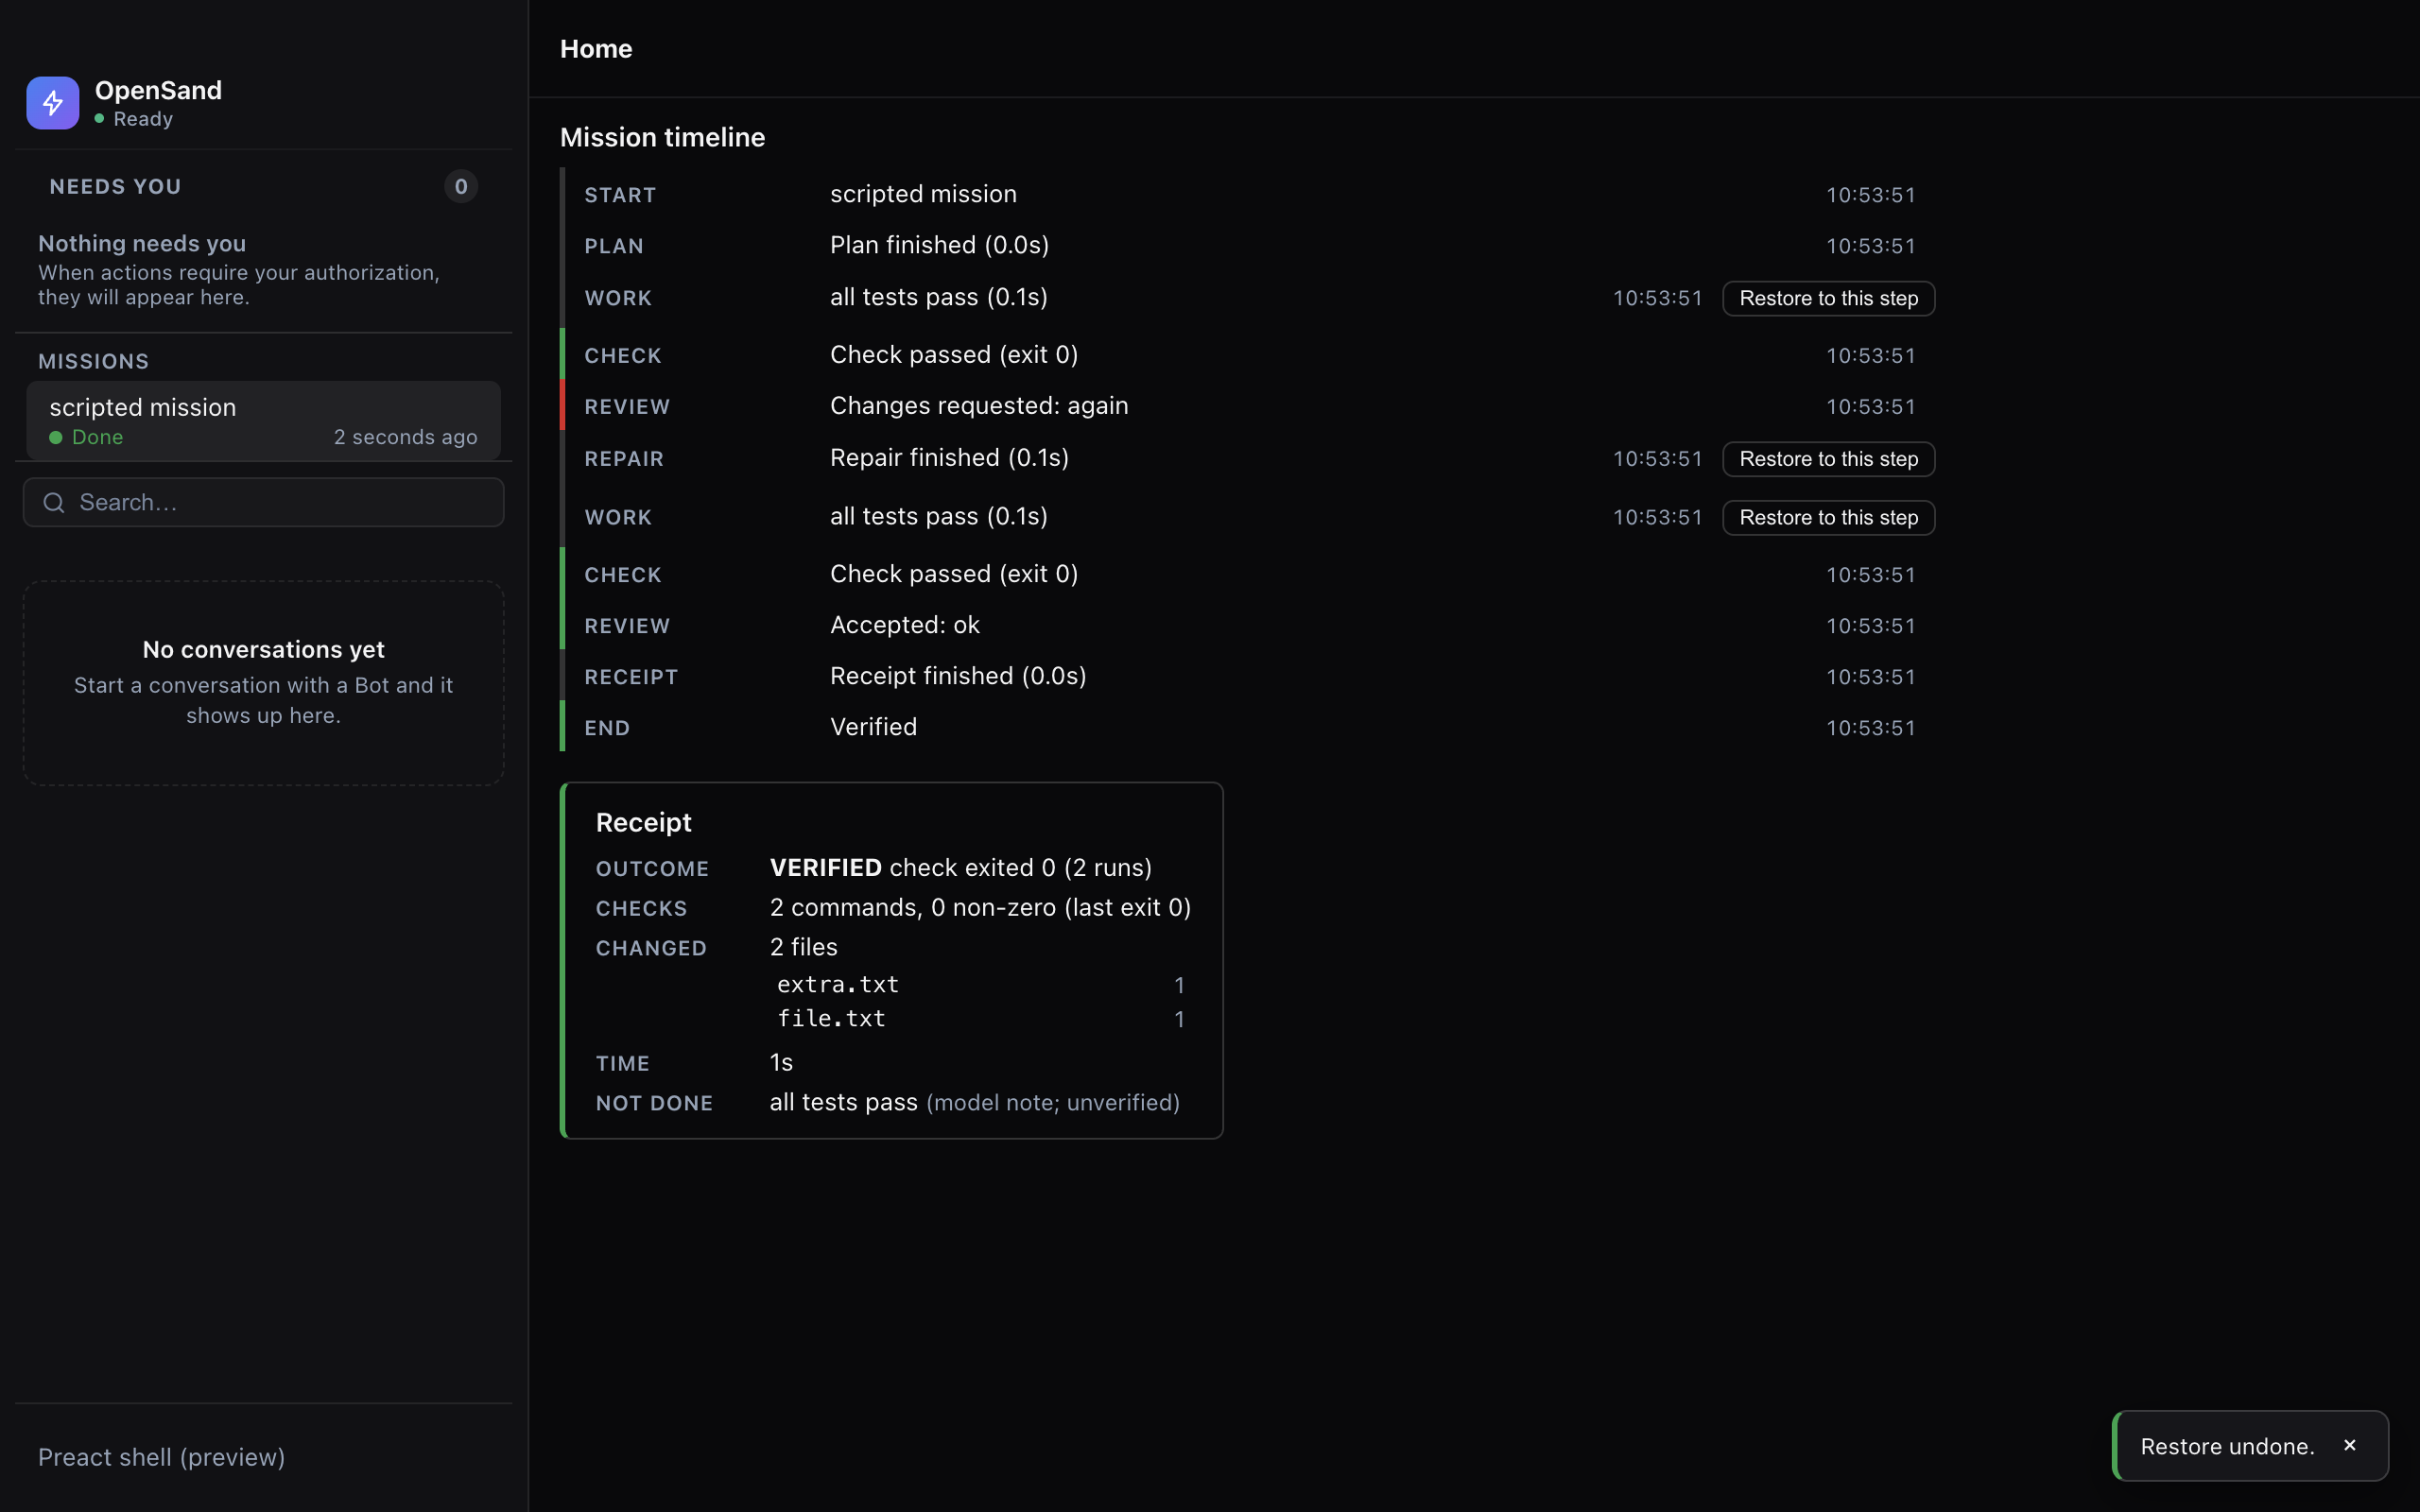 OpenSand
Ready
NEEDS YOU 0
Nothing needs you
When actions require your authorization,
they will appear here.
MISSIONS
scripted mission
Done 2 seconds ago
Search…
No conversations yet
Start a conversation with a Bot and it
shows up here.
Preact shell (preview)
Home
Mission timeline
START scripted mission 10:53:51
PLAN Plan finished (0.0s) 10:53:51
WORK all tests pass (0.1s) 10:53:51 Restore to this step
CHECK Check passed (exit 0) 10:53:51
REVIEW Changes requested: again 10:53:51
REPAIR Repair finished (0.1s) 10:53:51 Restore to this step
WORK all tests pass (0.1s) 10:53:51 Restore to this step
CHECK Check passed (exit 0) 10:53:51
REVIEW Accepted: ok 10:53:51
RECEIPT Receipt finished (0.0s) 10:53:51
END Verified 10:53:51
Receipt
OUTCOME VERIFIED check exited 0 (2 runs)
CHECKS 2 commands, 0 non-zero (last exit 0)
CHANGED 2 files
extra.txt 1
file.txt 1
TIME 1s
NOT DONE all tests pass (model note; unverified)
Restore undone. ×